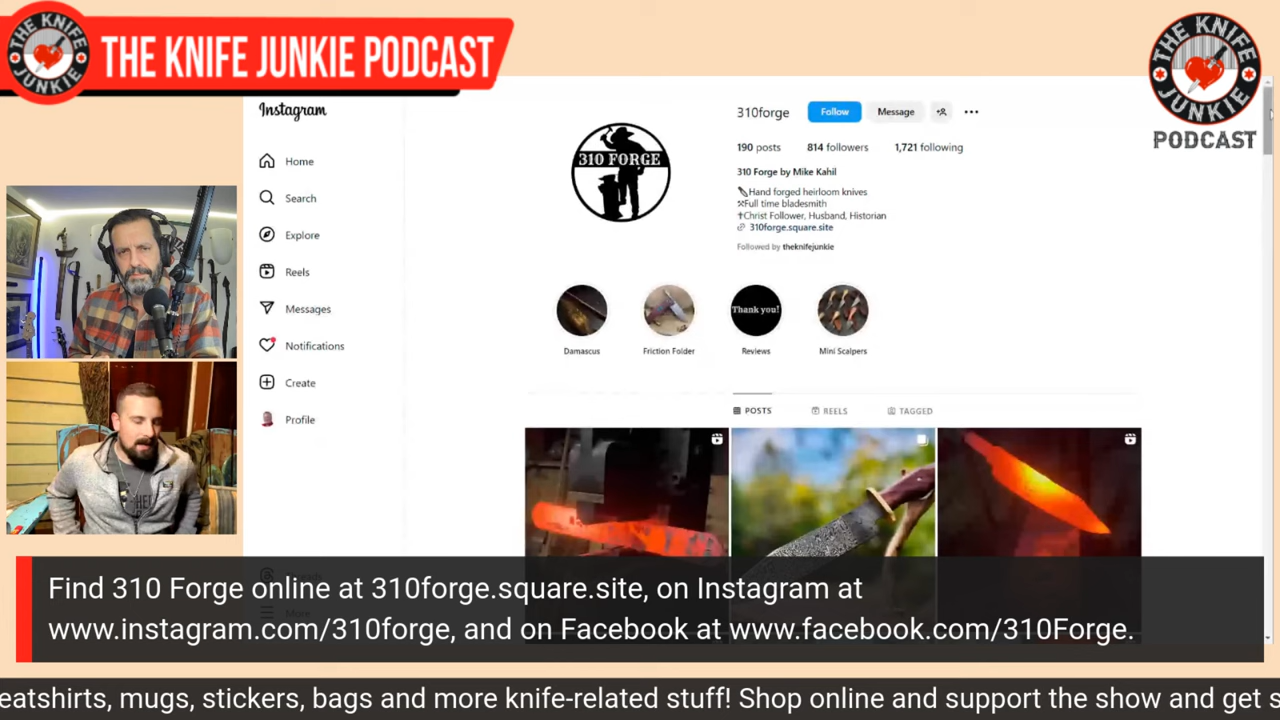 THE KNIFE JUNKIE
THE KNIFE JUNKIE PODCAST
THE KNIFE JUNKIE
PODCAST
Instagram
Home
Search
Explore
Reels
Messages
Notifications
Create
Profile
More
310 FORGE
310forge Follow Message
190 posts 814 followers 1,721 following
310 Forge by Mike Kahil
Hand forged heirloom knives
Full time bladesmith
Christ Follower, Husband, Historian
310forge.square.site
Followed by theknifejunkie
Thank you!
Damascus Friction Folder Reviews Mini Scalpers
POSTS REELS TAGGED
Find 310 Forge online at 310forge.square.site, on Instagram at
www.instagram.com/310forge, and on Facebook at www.facebook.com/310Forge.
eatshirts, mugs, stickers, bags and more knife-related stuff! Shop online and support the show and get s